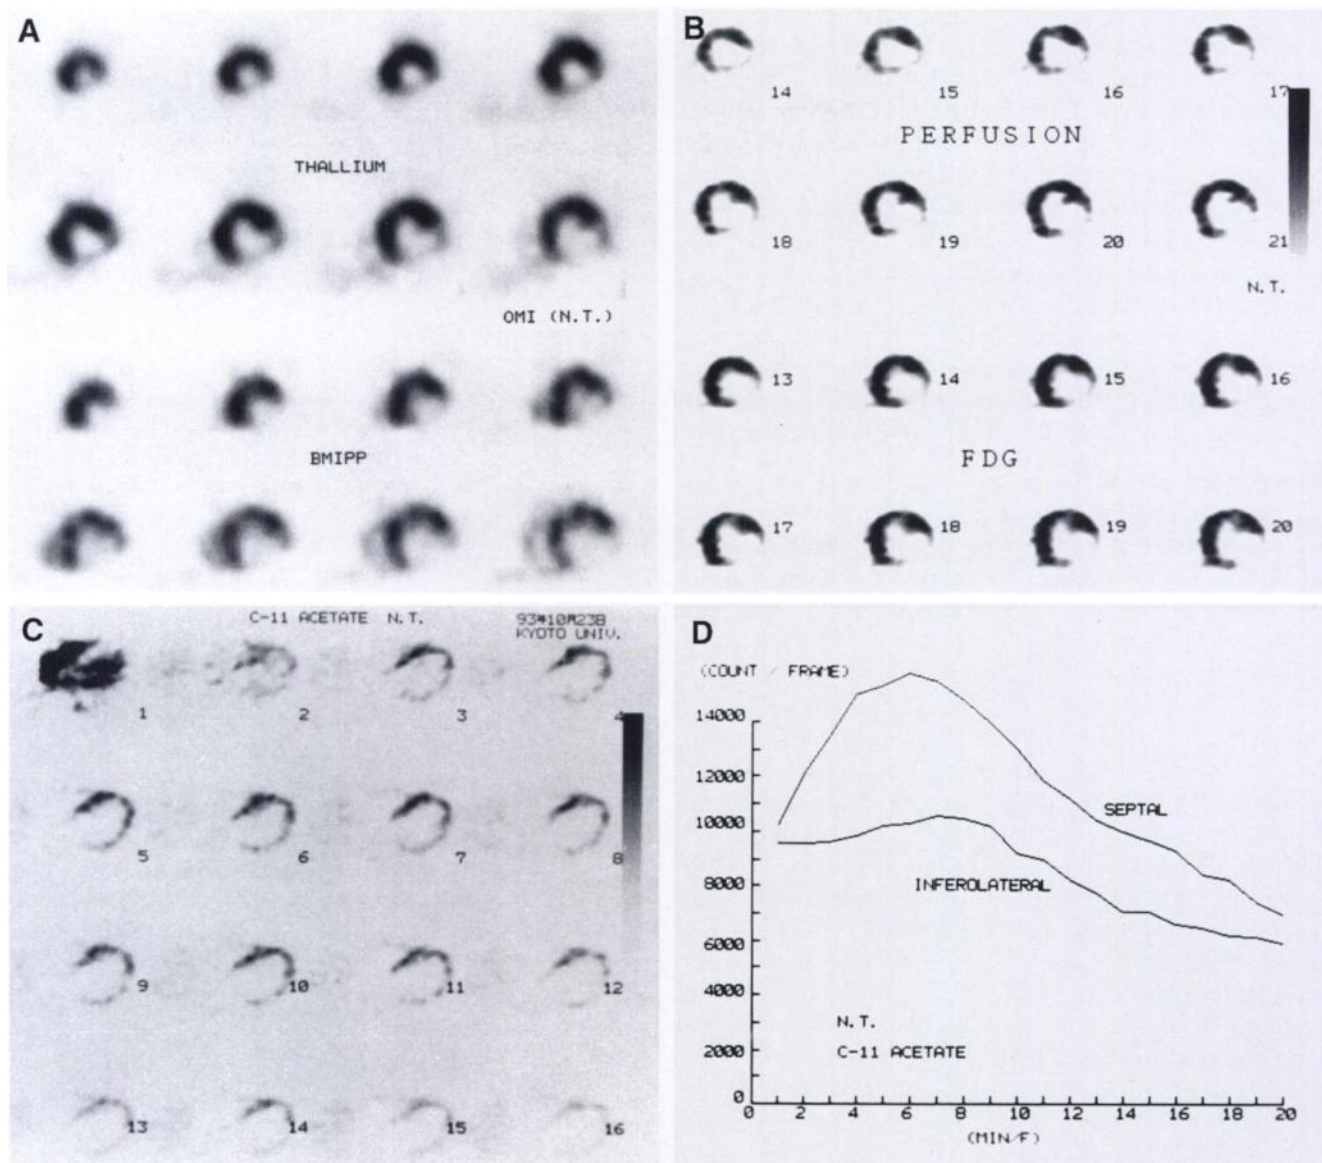 A
THALLIUM
OMI (N.T.)
BMIPP
B
14 15 16 17
PERFUSION
18 19 20 21
N.T.
13 14 15 16
FDG
17 18 19 20
C
C-11 ACETATE N.T.
KYOTO UNIV.
1 2 3 4
5 6 7 8
9 10 11 12
13 14 15 16
D
(COUNT / FRAME)
14000
12000
10000
8000
6000
4000
2000
0
SEPTAL
INFEROLATERAL
N.T.
C-11 ACETATE
0 2 4 6 8 10 12 14 16 18 20
(MIN/F)